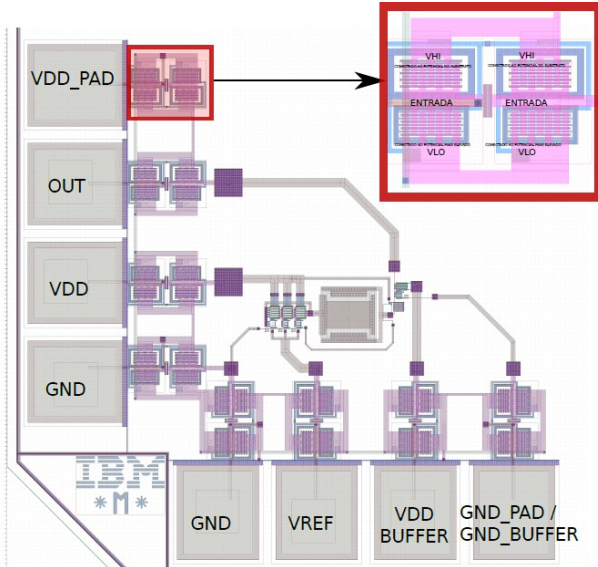 VDD_PAD
VHI
VHI
ENTRADA
ENTRADA
VLO
VLO
OUT
VDD
GND
IBM
*M*
GND
VREF
VDD
BUFFER
GND_PAD /
GND_BUFFER